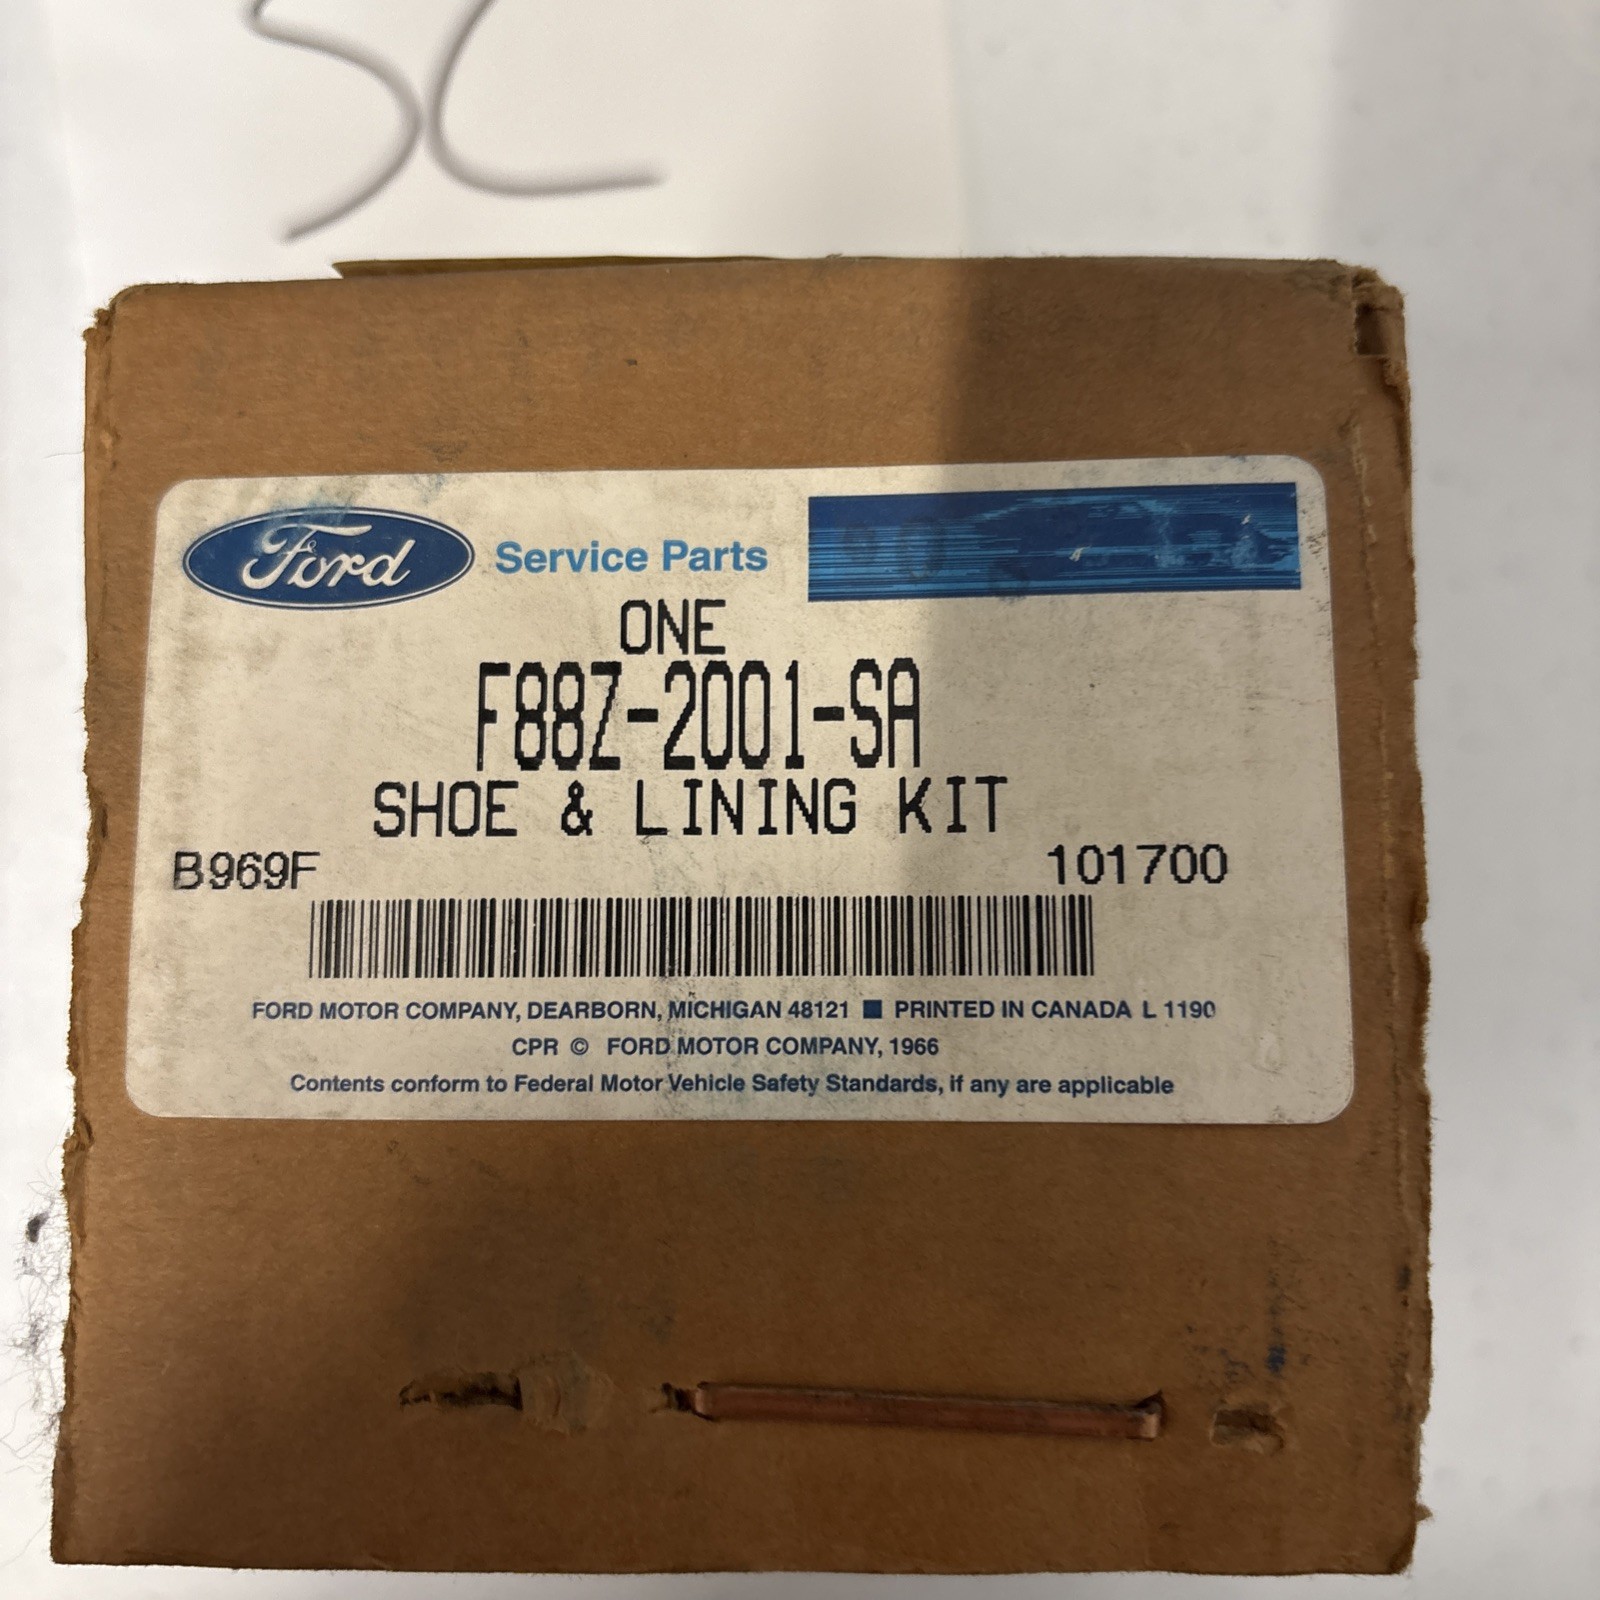 Ford Service Parts
ONE
F88Z-2001-SA
SHOE & LINING KIT
B969F 101700
FORD MOTOR COMPANY, DEARBORN, MICHIGAN 48121 ■ PRINTED IN CANADA L 1190
CPR © FORD MOTOR COMPANY, 1966
Contents conform to Federal Motor Vehicle Safety Standards, if any are applicable